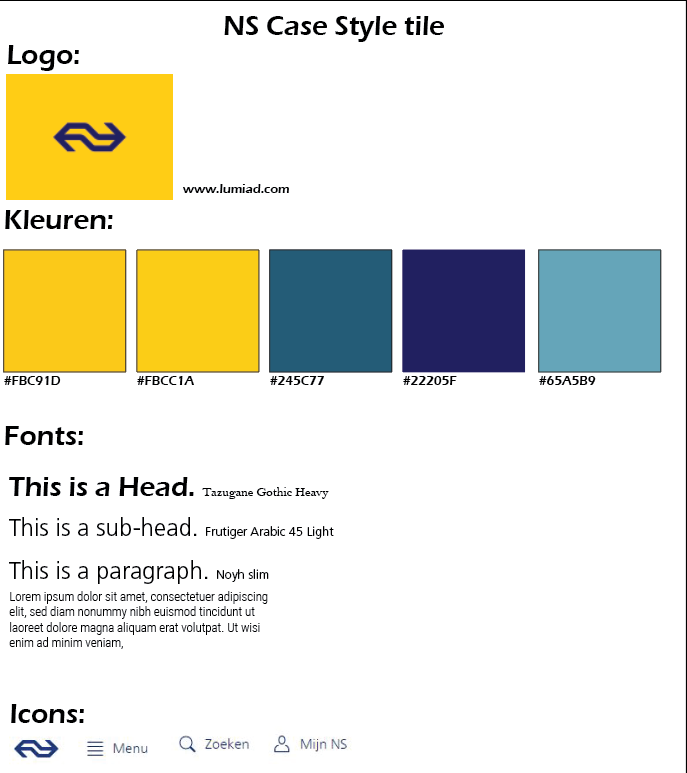 NS Case Style tile
Logo:
www.lumiad.com
Kleuren:
#FBC91D #FBCC1A #245C77 #22205F #65A5B9
Fonts:
This is a Head. Tazugane Gothic Heavy
This is a sub-head. Frutiger Arabic 45 Light
This is a paragraph. Noyh slim
Lorem ipsum dolor sit amet, consectetuer adipiscing
elit, sed diam nonummy nibh euismod tincidunt ut
laoreet dolore magna aliquam erat volutpat. Ut wisi
enim ad minim veniam,
Icons:
Menu Zoeken Mijn NS